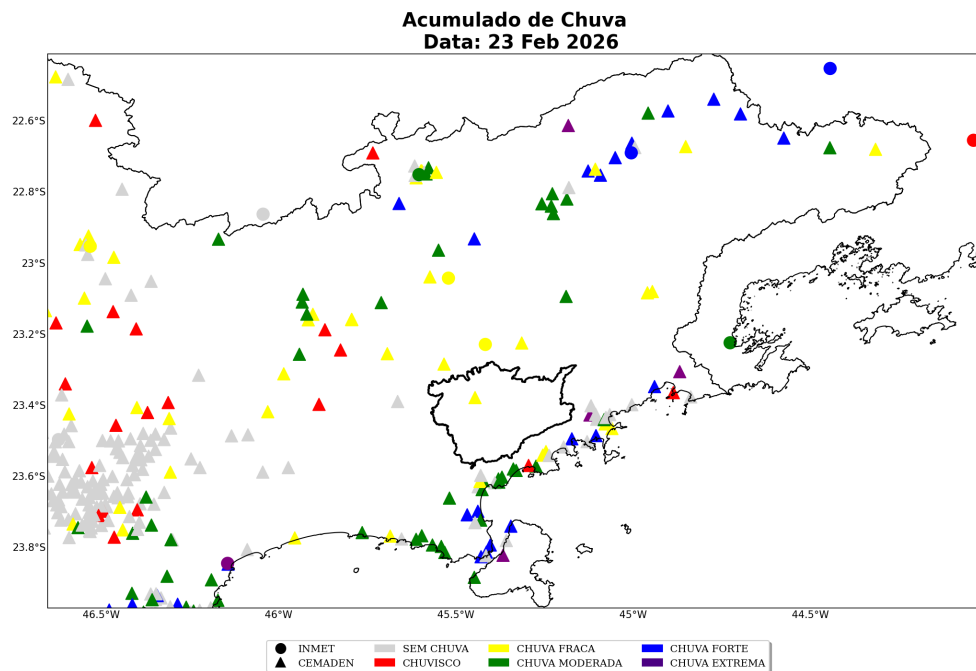 Acumulado de Chuva
Data: 23 Feb 2026
22.6°S
22.8°S
23°S
23.2°S
23.4°S
23.6°S
23.8°S
46.5°W
46°W
45.5°W
45°W
44.5°W
INMET
CEMADEN
SEM CHUVA
CHUVISCO
CHUVA FRACA
CHUVA MODERADA
CHUVA FORTE
CHUVA EXTREMA